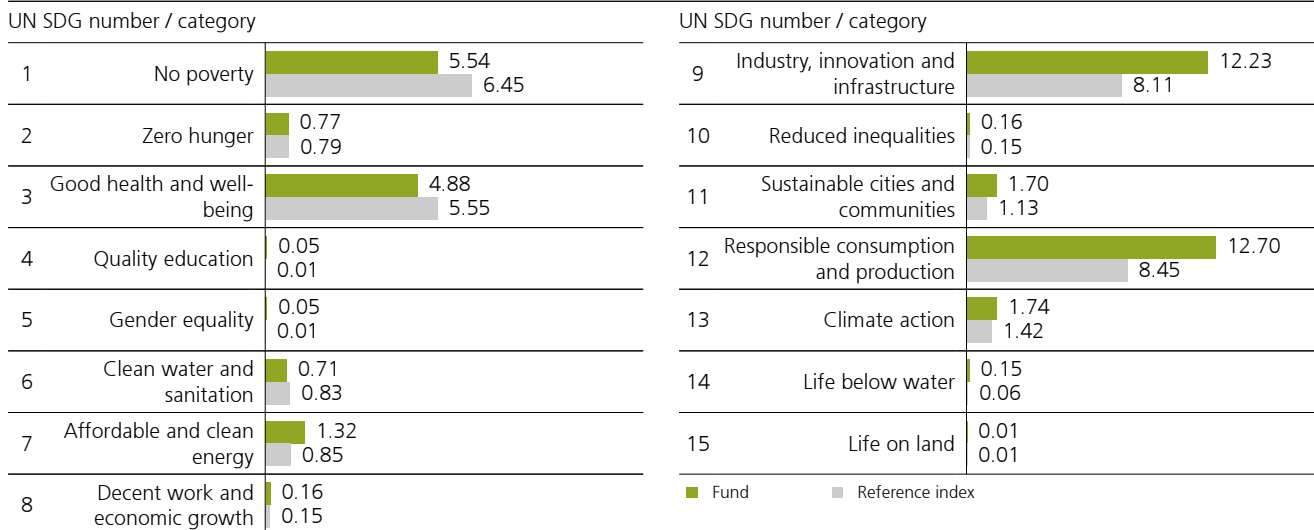 UN SDG number / category
1 No poverty 5.54
6.45
2 Zero hunger 0.77
0.79
3 Good health and well-
being 4.88
5.55
4 Quality education 0.05
0.01
5 Gender equality 0.05
0.01
6 Clean water and
sanitation 0.71
0.83
7 Affordable and clean
energy 1.32
0.85
8 Decent work and
economic growth 0.16
0.15
UN SDG number / category
9 Industry, innovation and
infrastructure 12.23
8.11
10 Reduced inequalities 0.16
0.15
11 Sustainable cities and
communities 1.70
1.13
12 Responsible consumption
and production 12.70
8.45
13 Climate action 1.74
1.42
14 Life below water 0.15
0.06
15 Life on land 0.01
0.01
Fund Reference index